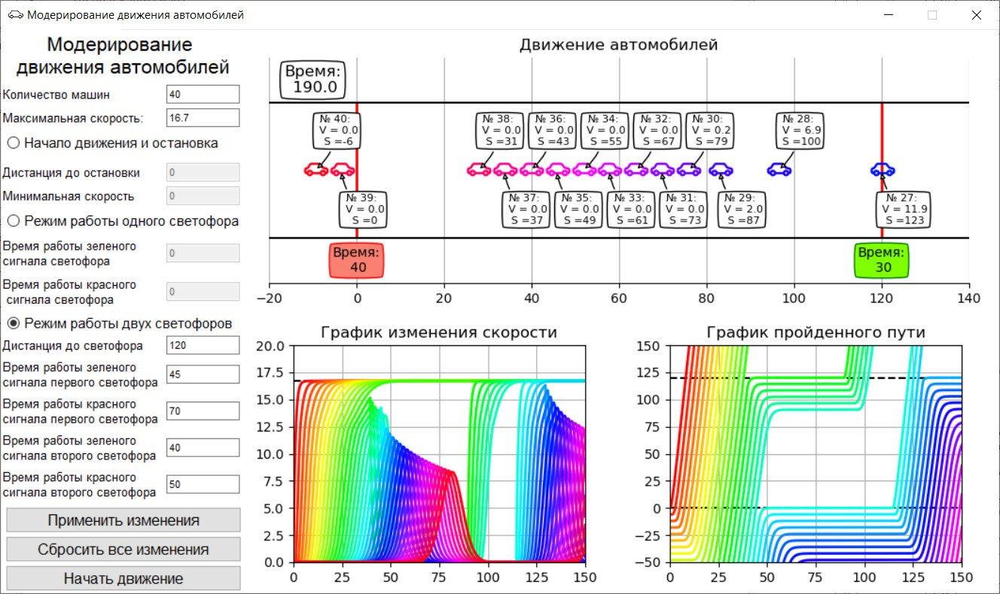 Модерирование движения автомобилей
Модерирование
движения автомобилей
Количество машин
40
Максимальная скорость:
16.7
Начало движения и остановка
Дистанция до остановки
0
Минимальная скорость
0
Режим работы одного светофора
Время работы зеленого
сигнала светофора
0
Время работы красного
сигнала светофора
0
Режим работы двух светофоров
Дистанция до светофора
120
Время работы зеленого
сигнала первого светофора
45
Время работы красного
сигнала первого светофора
70
Время работы зеленого
сигнала второго светофора
40
Время работы красного
сигнала второго светофора
50
Применить изменения
Сбросить все изменения
Начать движение
Движение автомобилей
Время:
190.0
№ 40:
V = 0.0
S =-6
№ 38:
V = 0.0
S =31
№ 36:
V = 0.0
S =43
№ 34:
V = 0.0
S =55
№ 32:
V = 0.0
S =67
№ 30:
V = 0.2
S =79
№ 28:
V = 6.9
S =100
№ 39:
V = 0.0
S =0
№ 37:
V = 0.0
S =37
№ 35:
V = 0.0
S =49
№ 33:
V = 0.0
S =61
№ 31:
V = 0.0
S =73
№ 29:
V = 2.0
S =87
№ 27:
V = 11.9
S =123
Время:
40
Время:
30
−20 0 20 40 60 80 100 120 140
График изменения скорости
20.0
17.5
15.0
12.5
10.0
7.5
5.0
2.5
0.0
0 25 50 75 100 125 150
График пройденного пути
150
125
100
75
50
25
0
−25
−50
0 25 50 75 100 125 150